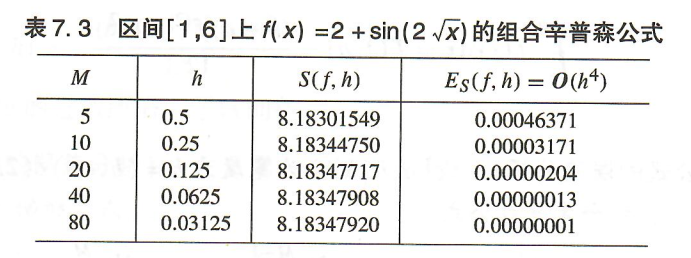 表7.3 区间[1,6]上 f(x) =2+sin(2√x)的组合辛普森公式
M h S(f, h) E_S(f, h) = O(h⁴)
5 0.5 8.18301549 0.00046371
10 0.25 8.18344750 0.00003171
20 0.125 8.18347717 0.00000204
40 0.0625 8.18347908 0.00000013
80 0.03125 8.18347920 0.00000001